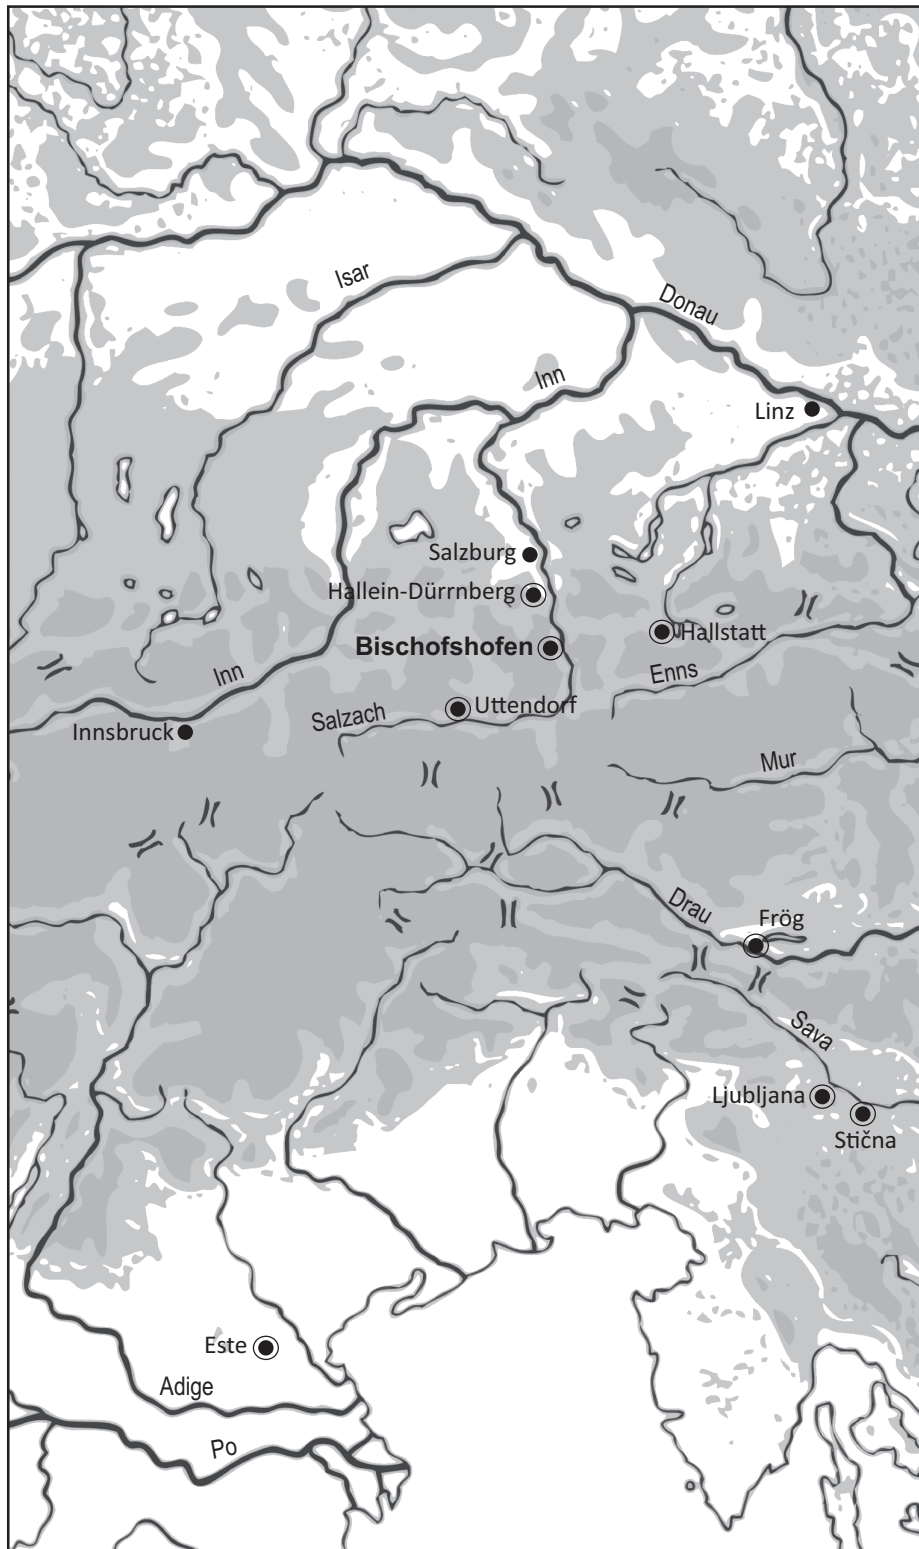 Isar
Donau
Inn
Linz
Salzburg
Hallein-Dürrnberg
Hallstatt
Bischofshofen
Inn
Enns
Uttendorf
Salzach
Innsbruck
Mur
Drau
Frög
Sava
Ljubljana
Stična
Este
Adige
Po